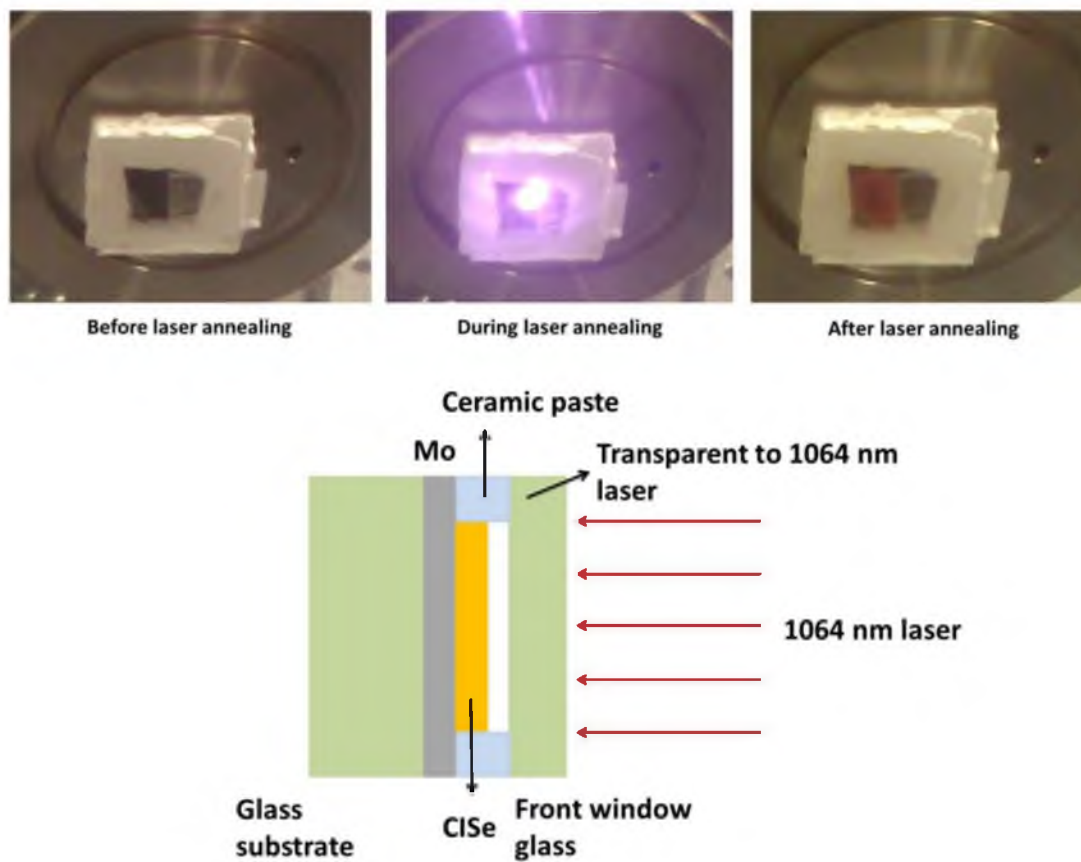 Before laser annealing
During laser annealing
After laser annealing
Ceramic paste
Mo
Transparent to 1064 nm
laser
1064 nm laser
Glass
substrate
CISe
Front window
glass